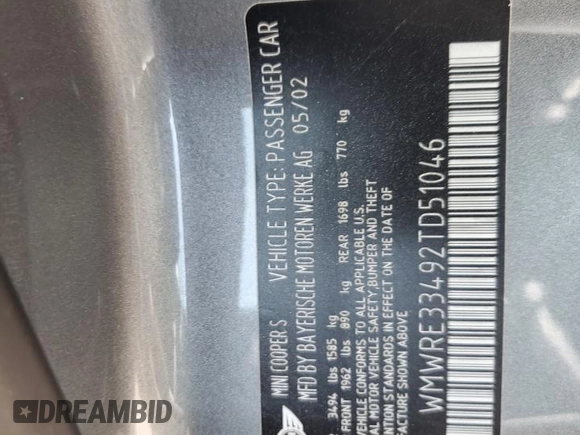 MINI COOPER S VEHICLE TYPE: PASSENGER CAR
MFD BY BAYERISCHE MOTOREN WERKE AG 05/02
3494 lbs 1585 kg
FRONT 1962 lbs 890 kg REAR 1698 lbs 770 kg
VEHICLE CONFORMS TO ALL APPLICABLE U.S.
MOTOR VEHICLE SAFETY,BUMPER AND THEFT
STANDARDS IN EFFECT ON THE DATE OF
SHOWN ABOVE
WMWRE33492TD51046
DREAMBID